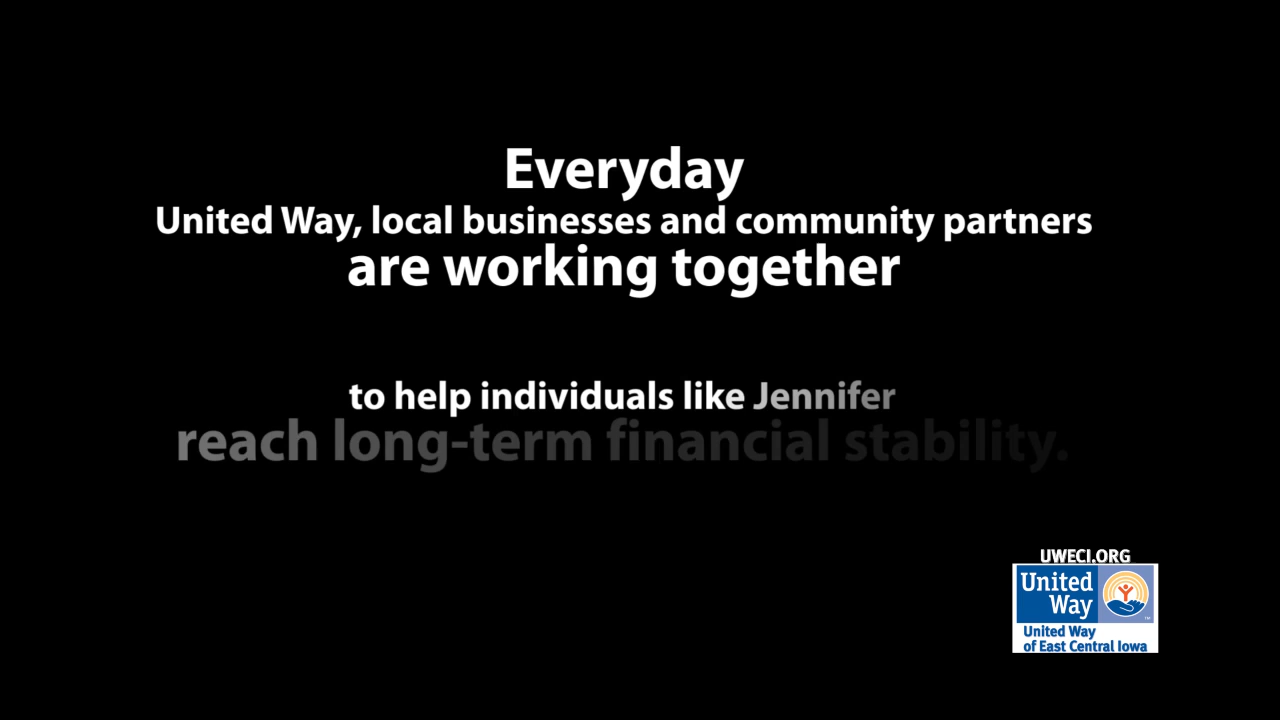 Everyday
United Way, local businesses and community partners
are working together
to help individuals like Jennifer
reach long-term financial stability.
UWECI.ORG
United
Way
United Way
of East Central Iowa